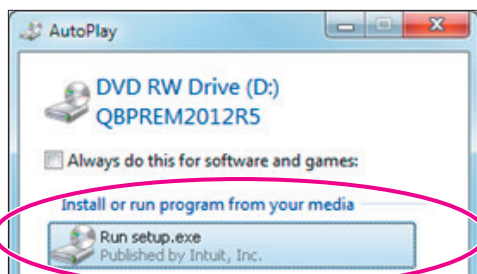 AutoPlay
DVD RW Drive (D:)
QBPREM2012R5
Always do this for software and games:
Install or run program from your media
Run setup.exe
Published by Intuit, Inc.